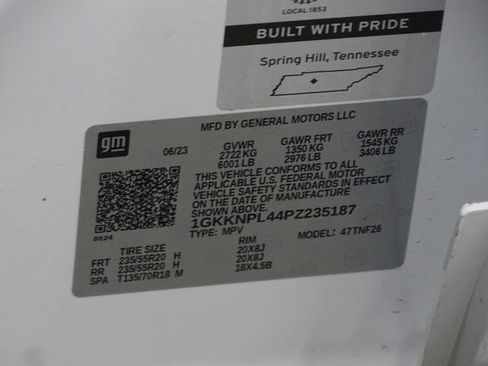 LOCAL 1853
BUILT WITH PRIDE
Spring Hill, Tennessee
gm
MFD BY GENERAL MOTORS LLC
06/23 GVWR GAWR FRT GAWR RR
2722 KG 1350 KG 1545 KG
6001 LB 2976 LB 3406 LB
THIS VEHICLE CONFORMS TO ALL
APPLICABLE U.S. FEDERAL MOTOR
VEHICLE SAFETY STANDARDS IN EFFECT
ON THE DATE OF MANUFACTURE
SHOWN ABOVE.
1GKKNPL44PZ235187
8E24
TYPE: MPV MODEL: 47TNF26
TIRE SIZE RIM
FRT 235/55R20 H 20X8J
RR 235/55R20 H 20X8J
SPA T135/70R18 M 18X4.5B